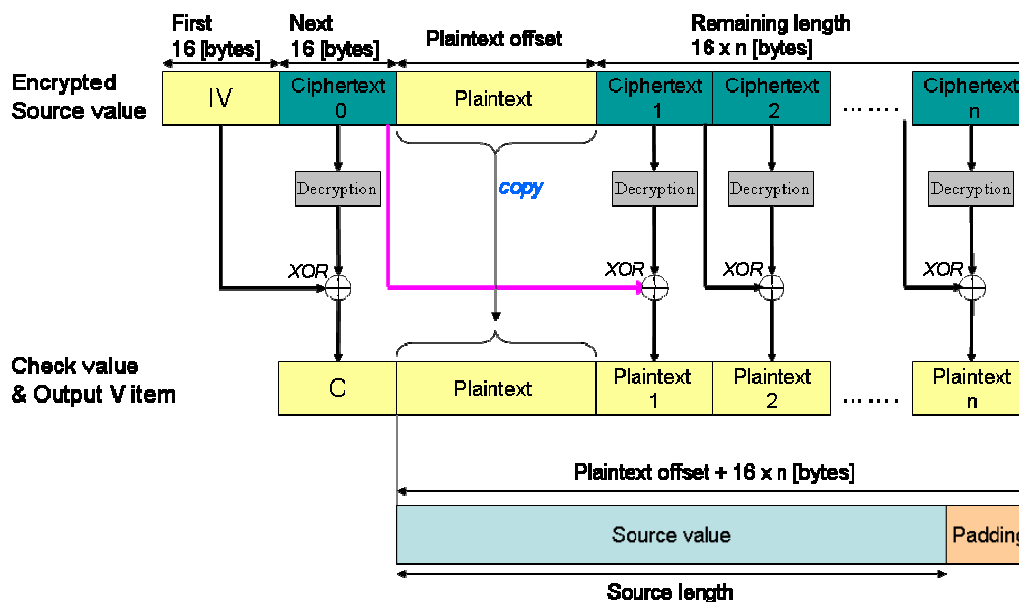 First
16 [bytes]
Next
16 [bytes]
Plaintext offset
Remaining length
16 x n [bytes]
Encrypted
Source value
IV
Ciphertext
0
Plaintext
Ciphertext
1
Ciphertext
2
........
Ciphertext
n
Decryption
copy
Decryption
Decryption
Decryption
XOR
XOR
XOR
XOR
Check value
& Output V item
C
Plaintext
Plaintext
1
Plaintext
2
........
Plaintext
n
Plaintext offset + 16 x n [bytes]
Source value
Padding
Source length